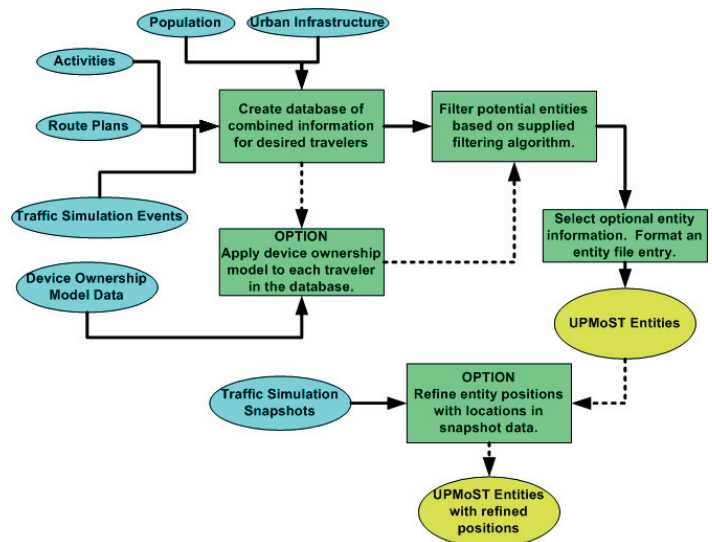 Population
Urban Infrastructure
Activities
Route Plans
Traffic Simulation Events
Create database of
combined information
for desired travelers
Filter potential entities
based on supplied
filtering algorithm.
Select optional entity
information. Format an
entity file entry.
OPTION
Apply device ownership
model to each traveler
in the database.
Device Ownership
Model Data
UPMoST Entities
Traffic Simulation
Snapshots
OPTION
Refine entity positions
with locations in
snapshot data.
UPMoST Entities
with refined
positions